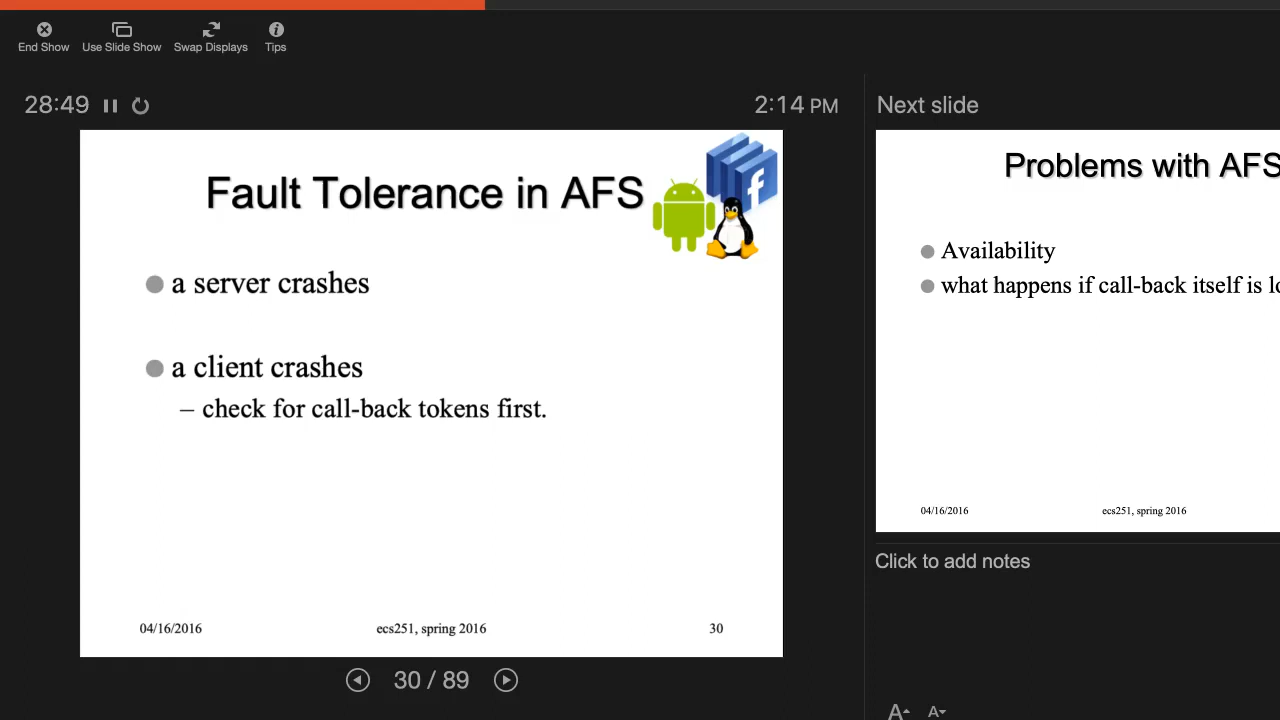 End Show Use Slide Show Swap Displays Tips
28:49 2:14 PM
Fault Tolerance in AFS
a server crashes
a client crashes
– check for call-back tokens first.
04/16/2016 ecs251, spring 2016 30
30 / 89
Next slide
Problems with AFS
Availability
what happens if call-back itself is
04/16/2016 ecs251, spring 2016
Click to add notes
A A